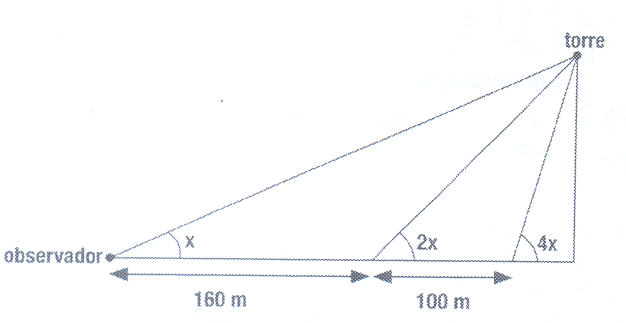 torre
x
2x
4x
observador
160 m
100 m